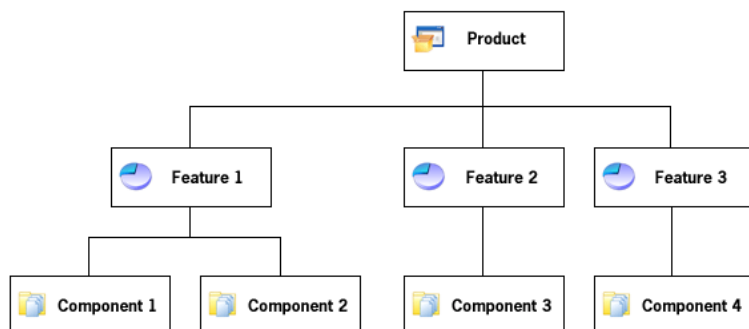 Product
Feature 1
Feature 2
Feature 3
Component 1
Component 2
Component 3
Component 4